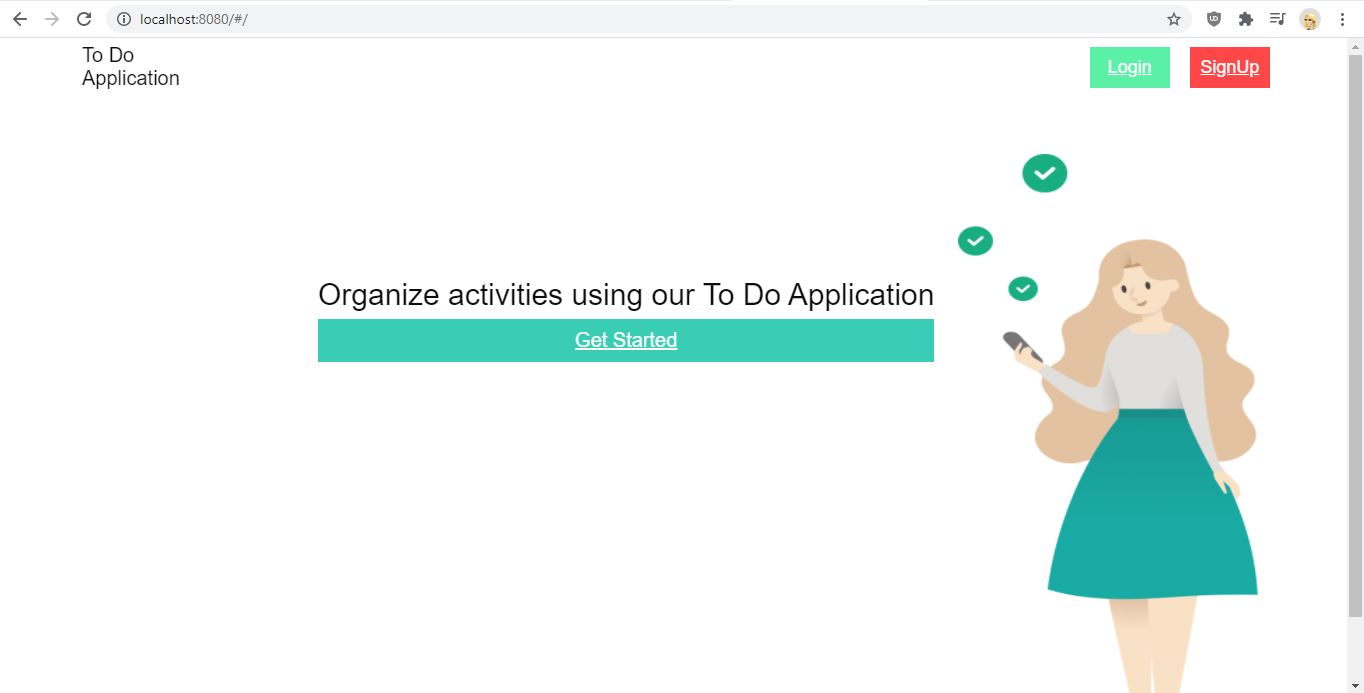 localhost:8080/#/
To Do
Application
Login
SignUp
Organize activities using our To Do Application
Get Started